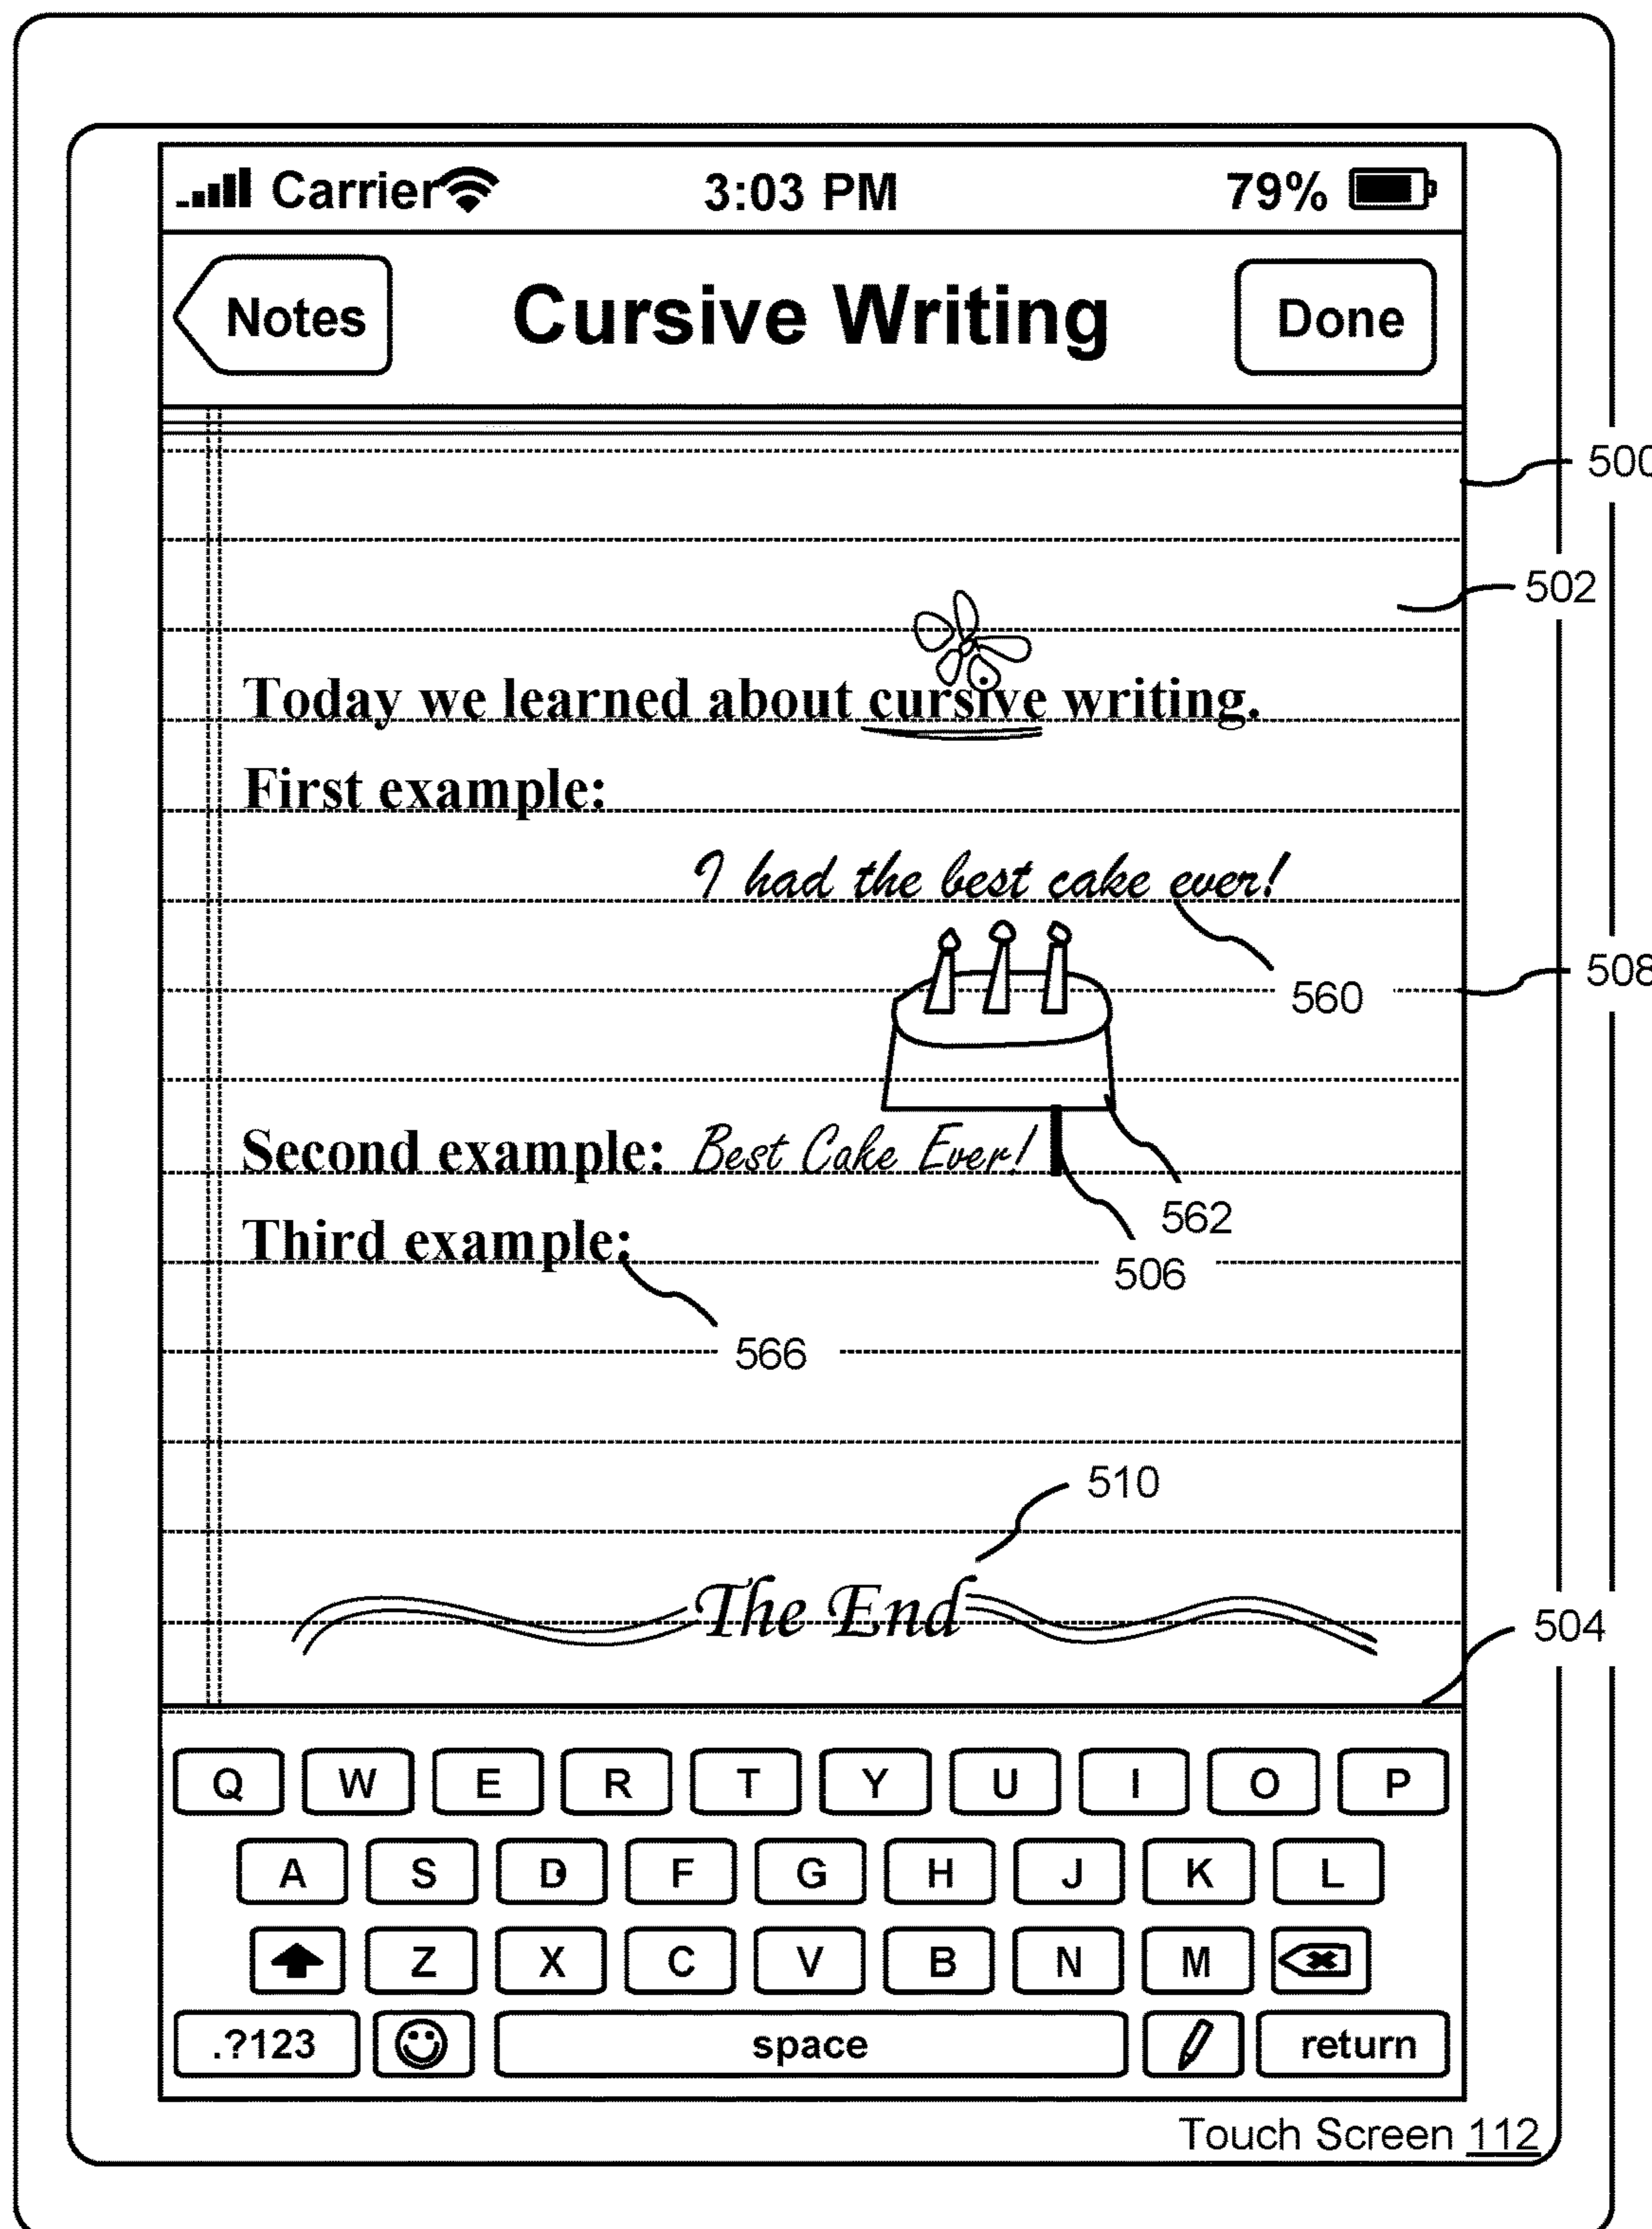 Carrier 3:03 PM 79%
Notes Cursive Writing Done
500
502
Today we learned about cursive writing.
First example:
I had the best cake ever!
508
560
Second example: Best Cake Ever!
562
Third example:
506
566
510
The End
504
Q W E R T Y U I O P
A S D F G H J K L
Z X C V B N M
.?123 space return
Touch Screen 112